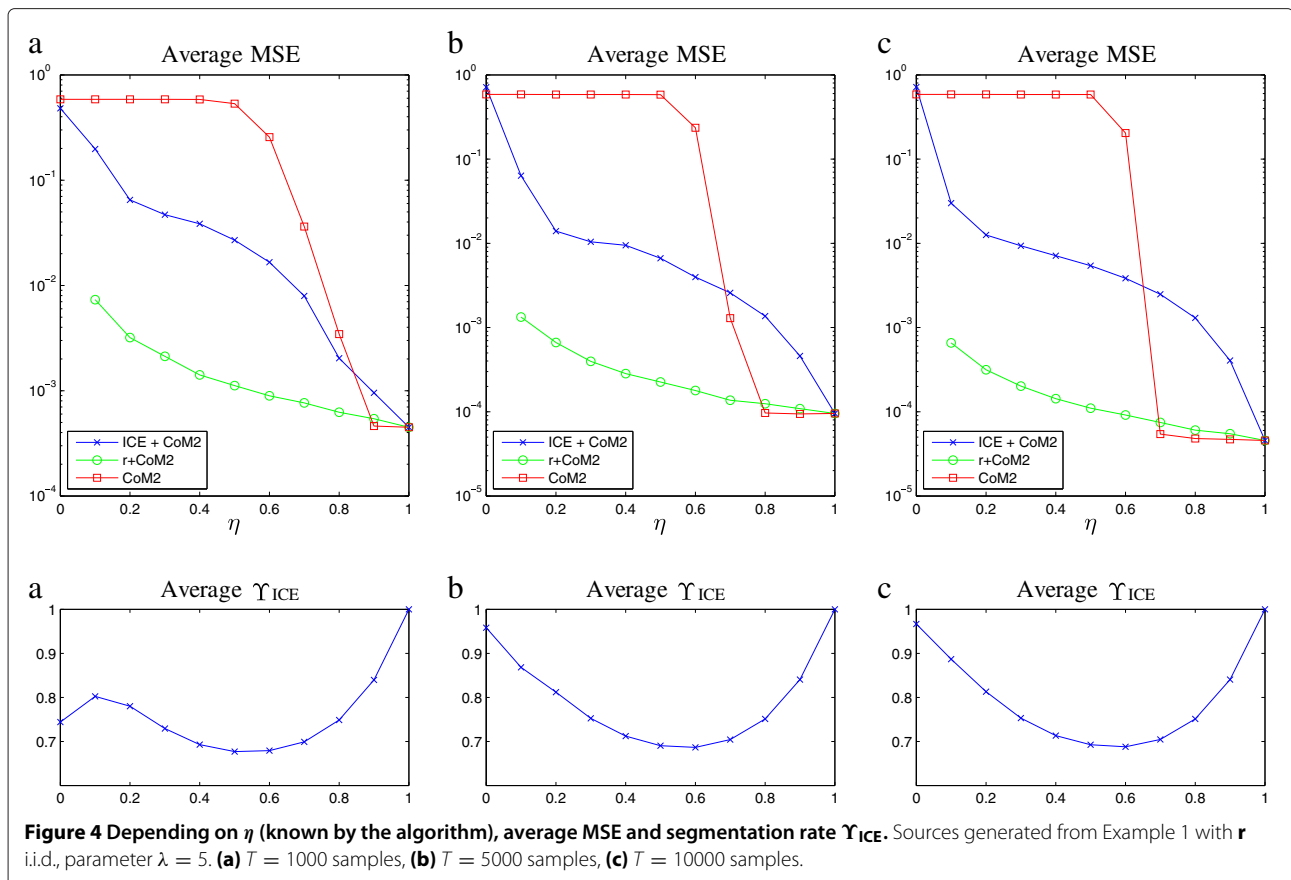 a
Average MSE
10^0
10^-1
10^-2
10^-3
10^-4
0 0.2 0.4 0.6 0.8 1
η
ICE + CoM2
r+CoM2
CoM2
b
Average MSE
10^0
10^-1
10^-2
10^-3
10^-4
10^-5
0 0.2 0.4 0.6 0.8 1
η
ICE + CoM2
r+CoM2
CoM2
c
Average MSE
10^0
10^-1
10^-2
10^-3
10^-4
10^-5
0 0.2 0.4 0.6 0.8 1
η
ICE + CoM2
r+CoM2
CoM2
a
Average ϒ_ICE
1
0.9
0.8
0.7
0 0.2 0.4 0.6 0.8 1
b
Average ϒ_ICE
1
0.9
0.8
0.7
0 0.2 0.4 0.6 0.8 1
c
Average ϒ_ICE
1
0.9
0.8
0.7
0 0.2 0.4 0.6 0.8 1
Figure 4 Depending on η (known by the algorithm), average MSE and segmentation rate ϒ_ICE. Sources generated from Example 1 with r
i.i.d., parameter λ = 5. (a) T = 1000 samples, (b) T = 5000 samples, (c) T = 10000 samples.